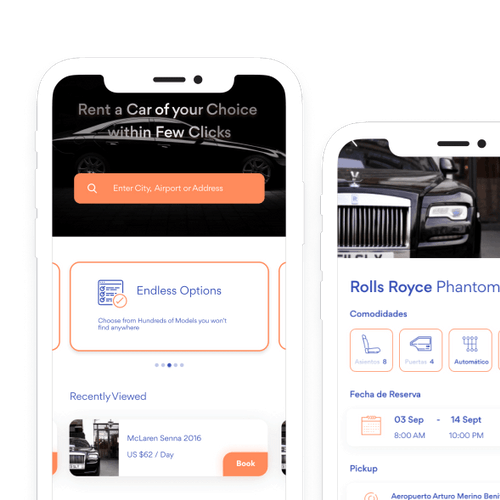 Rent a Car of your Choice
within Few Clicks
Enter City, Airport or Address
Endless Options
Choose from Hundreds of Models you won't
find anywhere
Recently Viewed
McLaren Senna 2016
US $62 / Day
Book
Rolls Royce Phantom
Comodidades
Asientos 8
Puertas 4
Automático
Fecha de Reserva
03 Sep - 14 Sept
8:00 AM 10:00 PM
Pickup
Aeropuerto Arturo Merino Beni